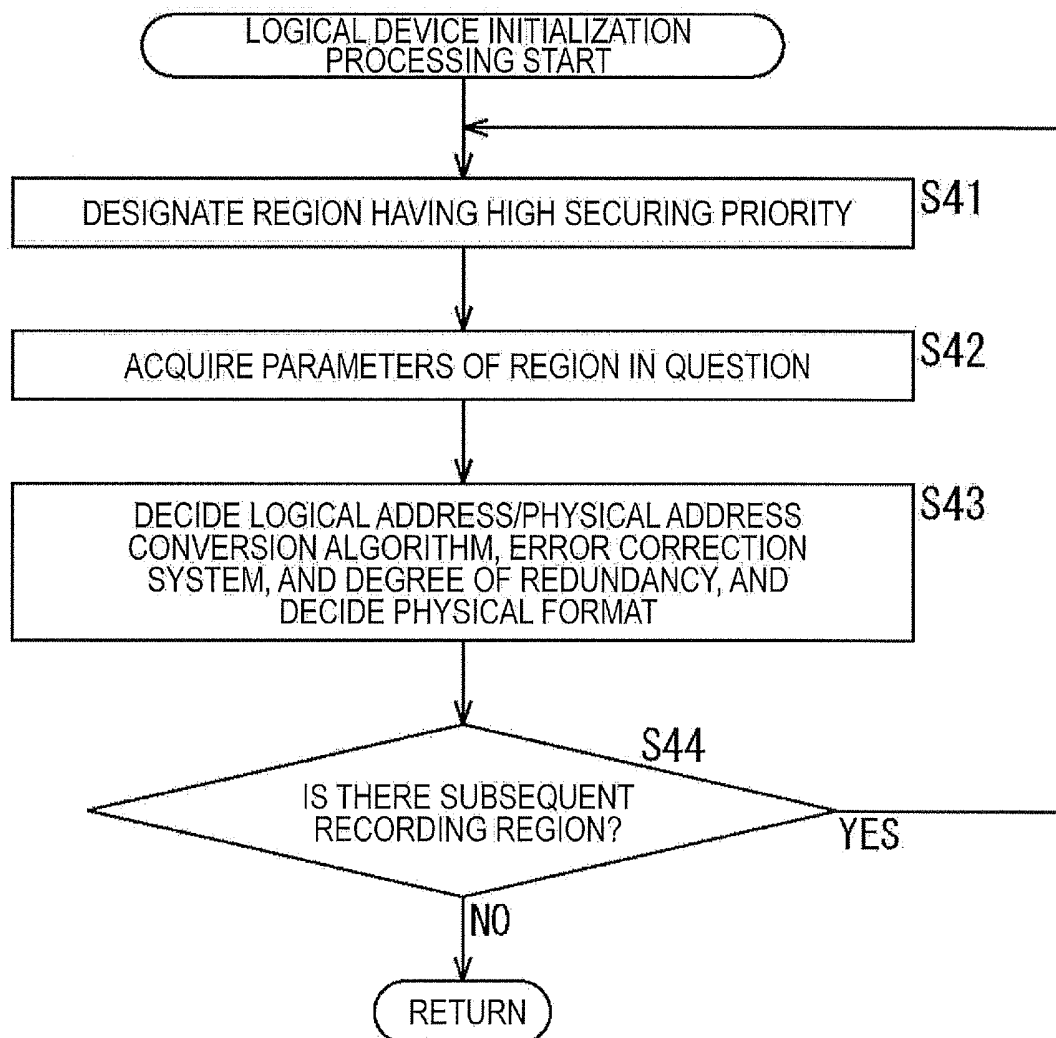 LOGICAL DEVICE INITIALIZATION
PROCESSING START
DESIGNATE REGION HAVING HIGH SECURING PRIORITY
S41
ACQUIRE PARAMETERS OF REGION IN QUESTION
S42
DECIDE LOGICAL ADDRESS/PHYSICAL ADDRESS
CONVERSION ALGORITHM, ERROR CORRECTION
SYSTEM, AND DEGREE OF REDUNDANCY, AND
DECIDE PHYSICAL FORMAT
S43
S44
IS THERE SUBSEQUENT
RECORDING REGION?
YES
NO
RETURN